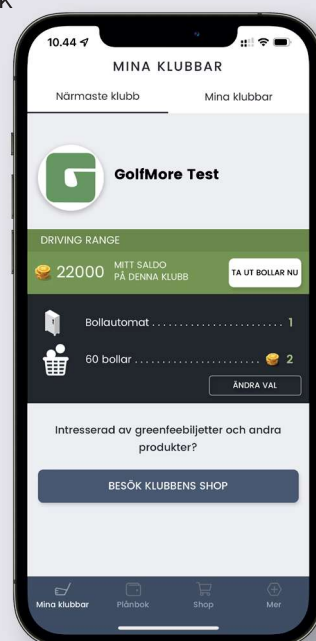 K
10.44
MINA KLUBBAR
Närmaste klubb Mina klubbar
GolfMore Test
DRIVING RANGE
22000 MITT SALDO
PÅ DENNA KLUBB
TA UT BOLLAR NU
Bollautomat ........................ 1
60 bollar ...................... 2
ÄNDRA VAL
Intresserad av greenfeebiljetter och andra
produkter?
BESÖK KLUBBENS SHOP
Mina klubbar Plånbok Shop Mer